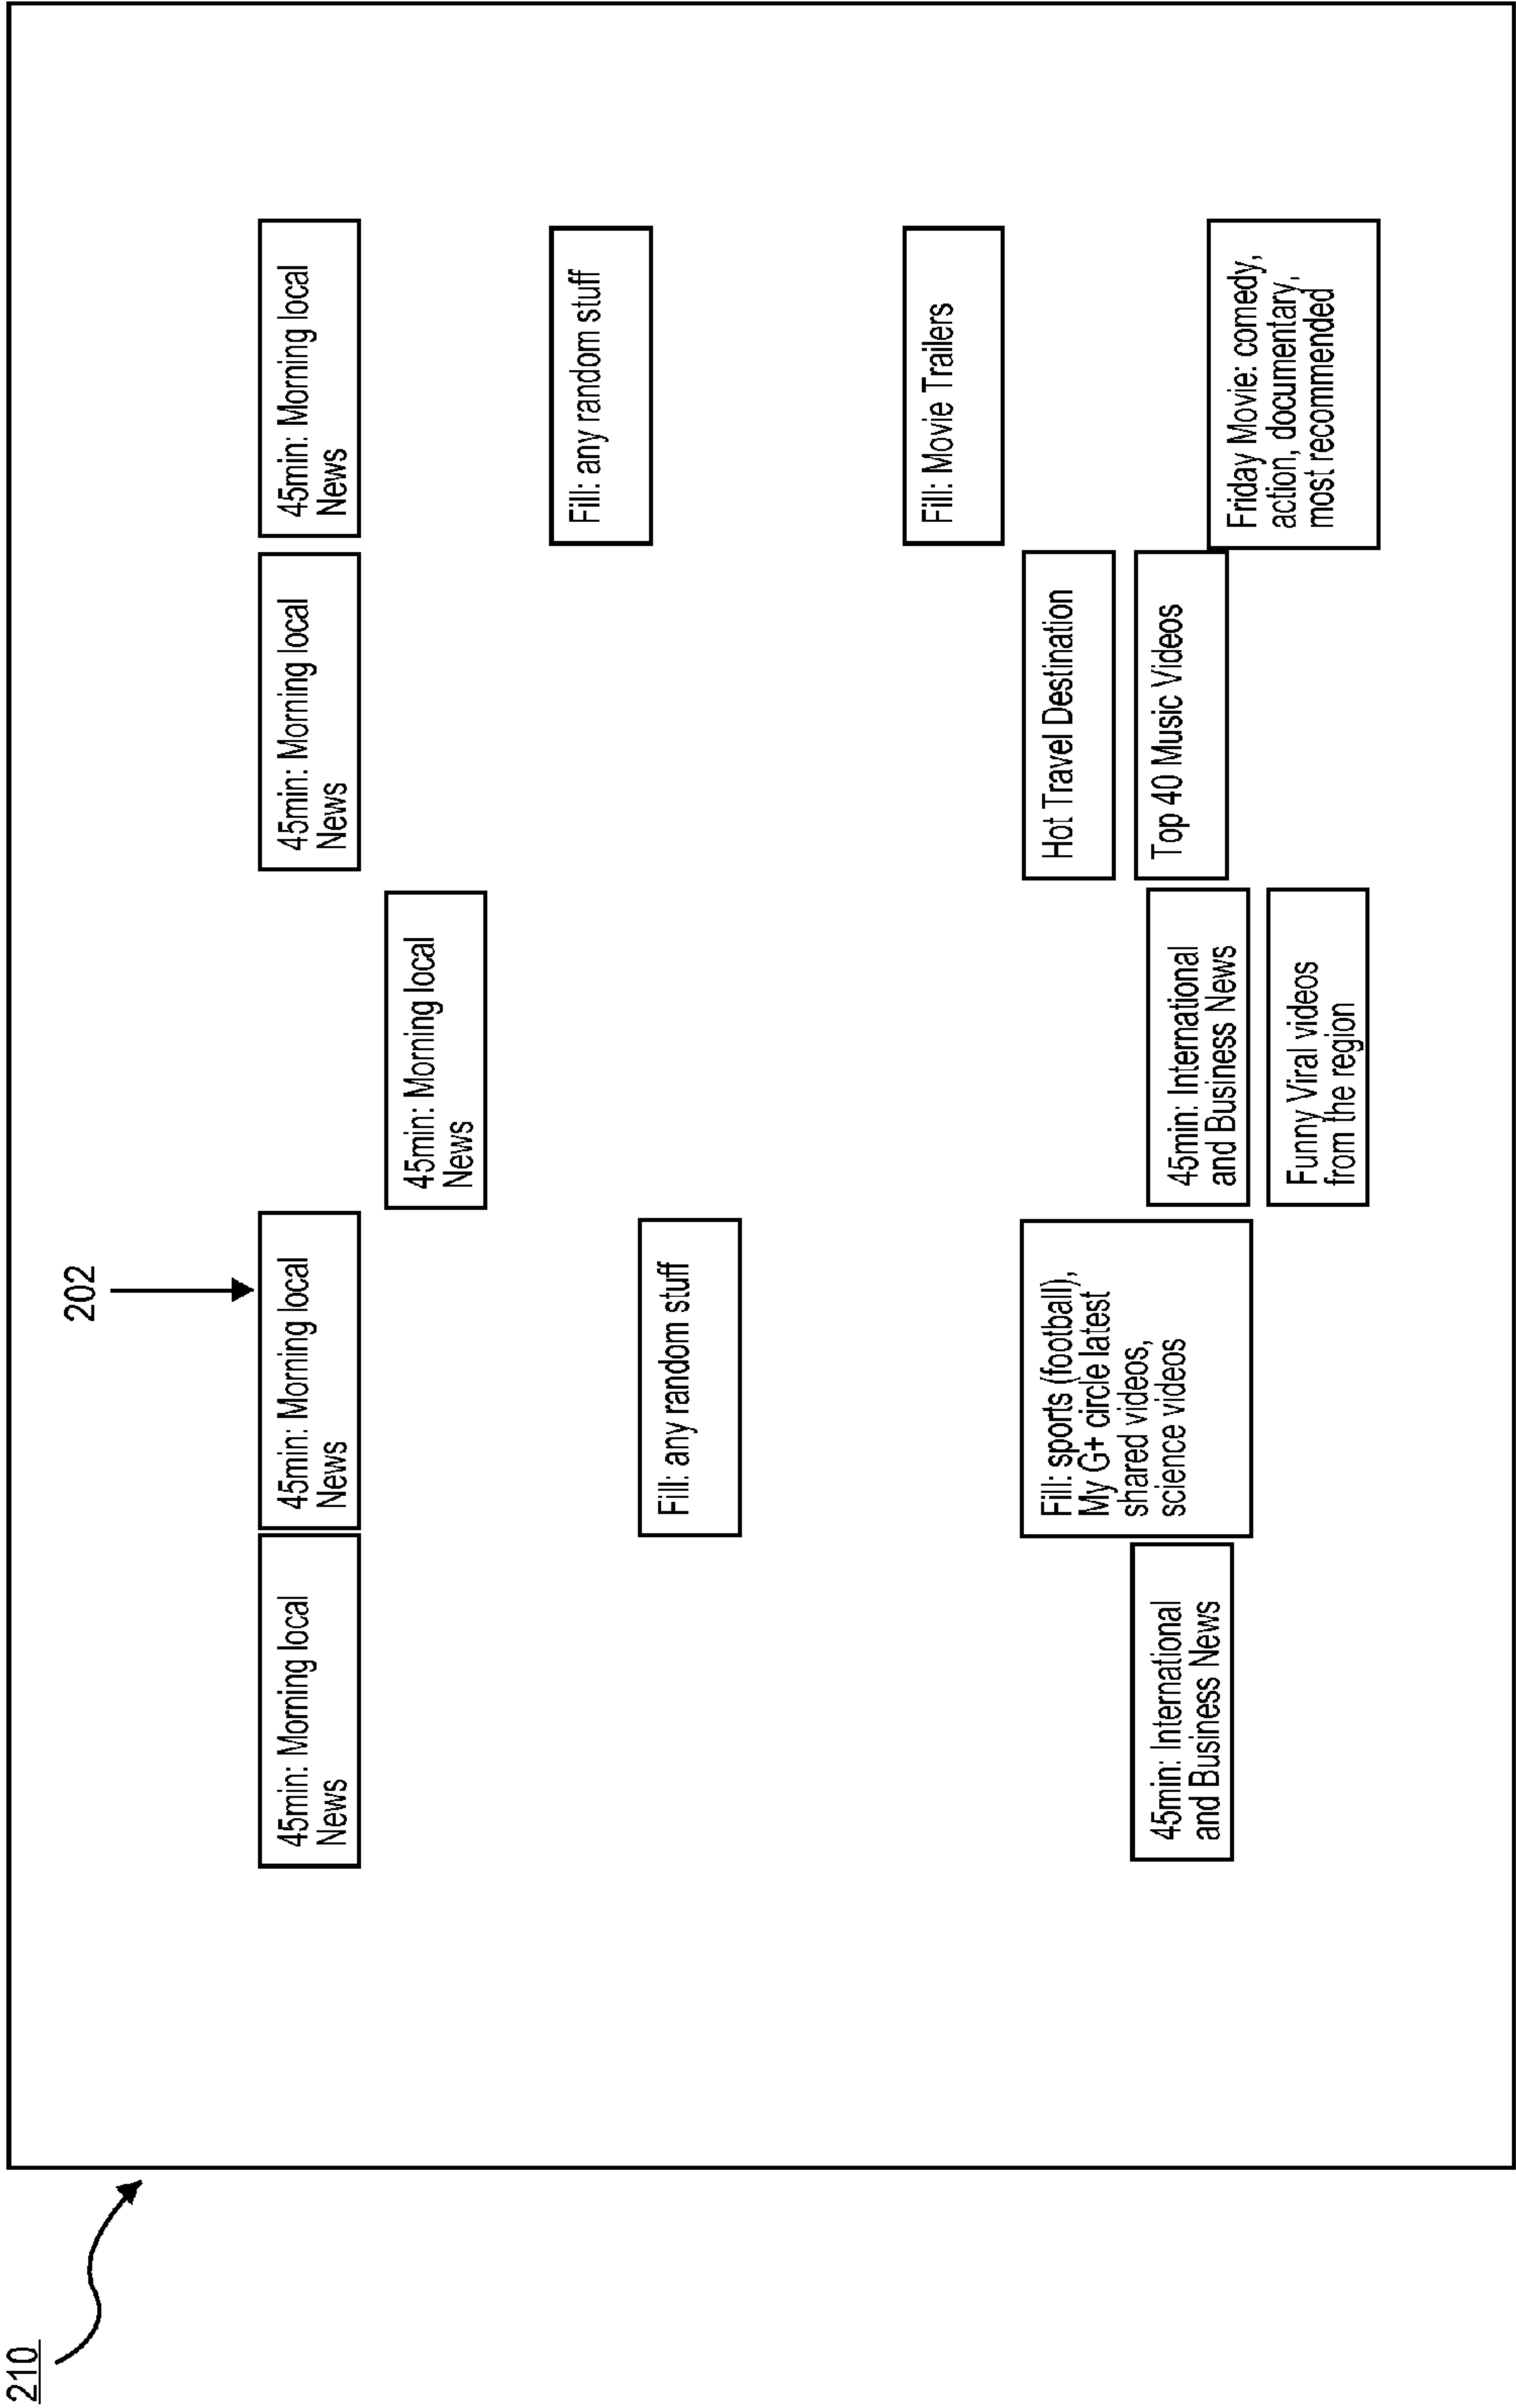 210
202
45min: Morning local
News
45min: Morning local
News
45min: Morning local
News
45min: Morning local
News
45min: Morning local
News
Fill: any random stuff
Fill: any random stuff
Fill: Movie Trailers
Fill: sports (football),
My G+ circle latest
shared videos,
science videos
Hot Travel Destination
45min: International
and Business News
45min: International
and Business News
Top 40 Music Videos
Friday Movie: comedy,
action, documentary,
most recommended
Funny Viral videos
from the region